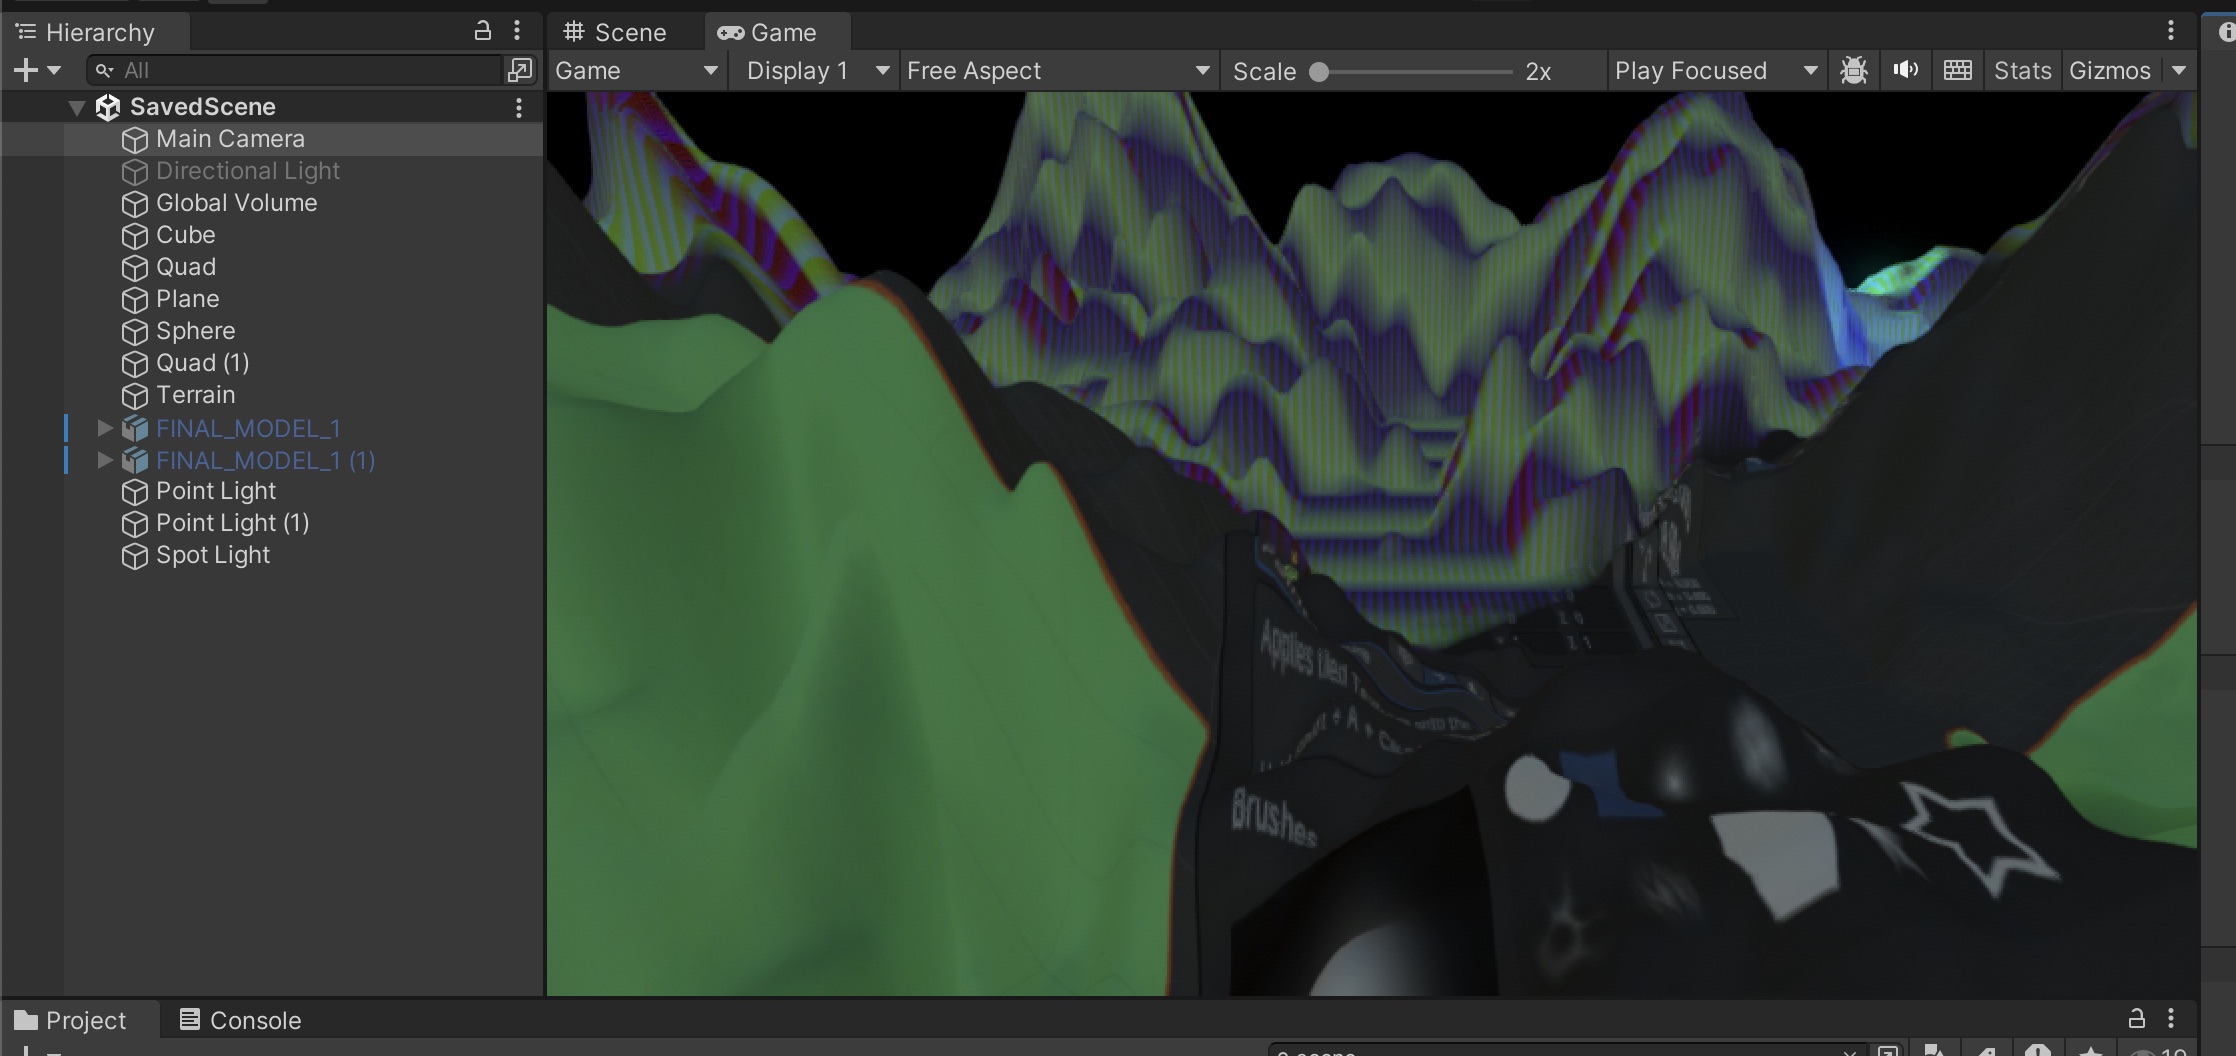 Hierarchy
All
SavedScene
Main Camera
Directional Light
Global Volume
Cube
Quad
Plane
Sphere
Quad (1)
Terrain
FINAL_MODEL_1
FINAL_MODEL_1 (1)
Point Light
Point Light (1)
Spot Light
Scene
Game
Game
Display 1
Free Aspect
Scale
2x
Play Focused
Stats
Gizmos
Applies
Brushes
Project
Console